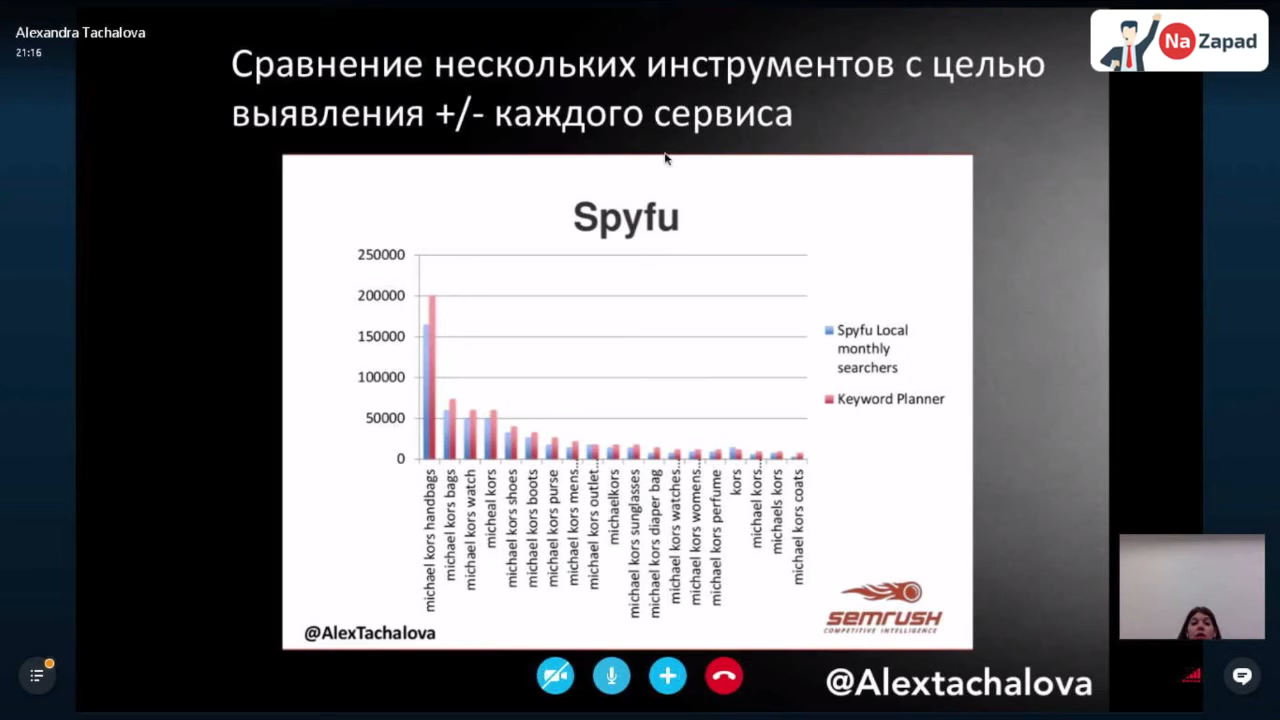 Alexandra Tachalova
21:16
Na Zapad
Сравнение нескольких инструментов с целью
выявления +/- каждого сервиса
Spyfu
250000
200000
150000
100000
50000
0
Spyfu Local
monthly
searchers
Keyword Planner
michael kors handbags
michael kors bags
michael kors watch
micheal kors
michael kors shoes
michael kors boots
michael kors purse
michael kors mens...
michael kors outlet...
michaelkors
michael kors sunglasses
michael kors diaper bag
michael kors watches...
michael kors womens...
michael kors perfume
kors
michael kors...
michaels kors
michael kors coats
@AlexTachalova
semrush
COMPETITIVE INTELLIGENCE
@Alextachalova